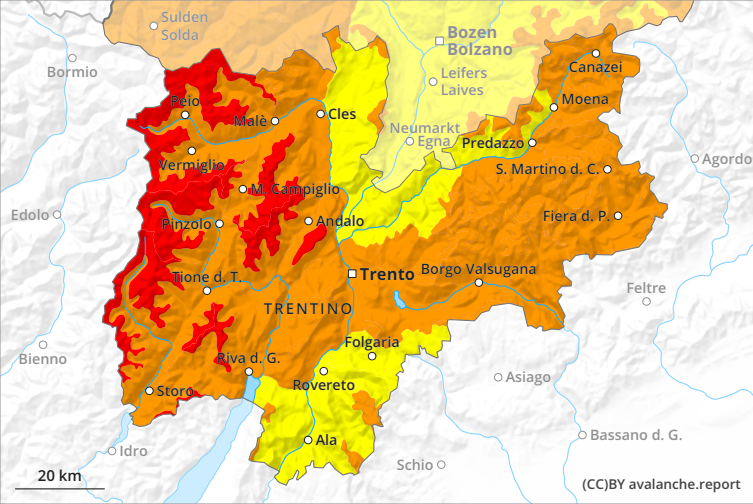 Sulden
Solda
Bozen
Bolzano
Canazei
Bormio
Leifers
Laives
Peio
Moena
Malè
Cles
Neumarkt
Egna
Predazzo
Vermiglio
Agordo
S. Martino d. C.
M. Campiglio
Edolo
Pinzolo
Andalo
Fiera d. P.
Trento
Borgo Valsugana
Tione d. T.
Feltre
TRENTINO
Folgaria
Bienno
Riva d. G.
Rovereto
Asiago
Storo
Ala
Bassano d. G.
Idro
Schio
20 km
(CC)BY avalanche.report